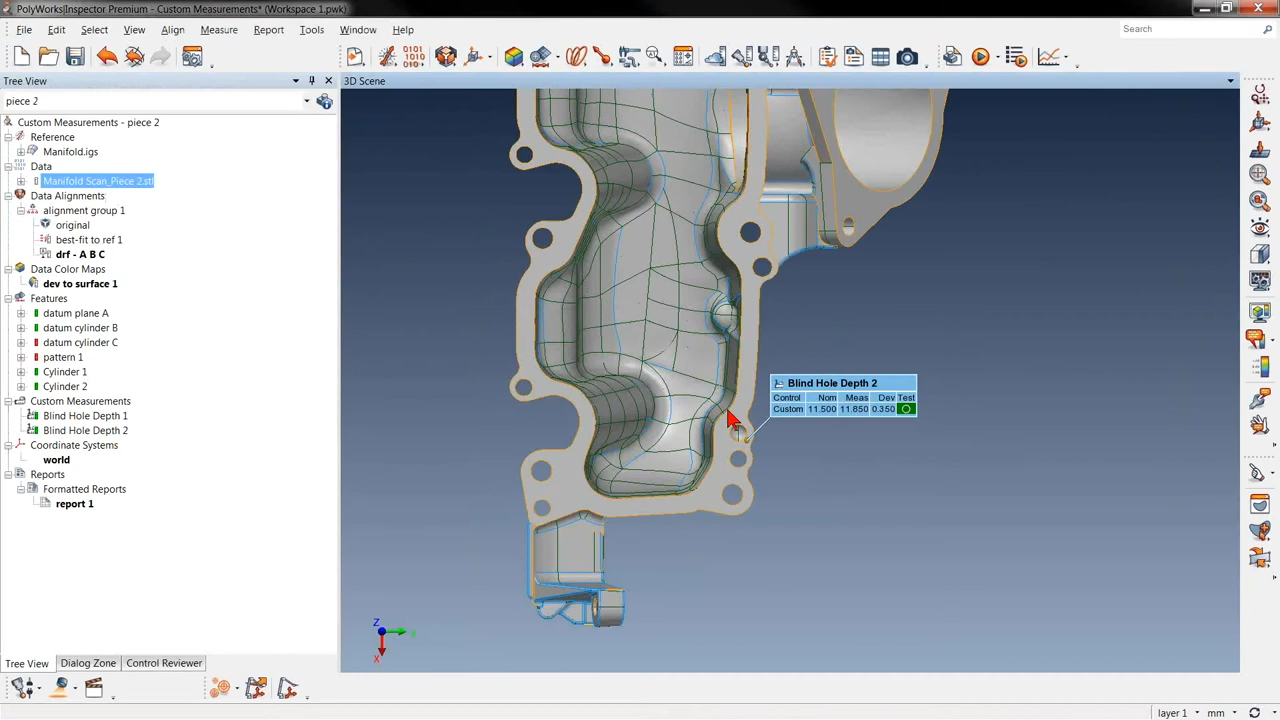 PolyWorks|Inspector Premium - Custom Measurements* (Workspace 1.pwk)
File Edit Select View Align Measure Report Tools Window Help
Search
Tree View
3D Scene
piece 2
Custom Measurements - piece 2
Reference
Manifold.igs
Data
Manifold Scan_Piece 2.stl
Data Alignments
alignment group 1
original
best-fit to ref 1
drf - A B C
Data Color Maps
dev to surface 1
Features
datum plane A
datum cylinder B
datum cylinder C
pattern 1
Cylinder 1
Cylinder 2
Custom Measurements
Blind Hole Depth 1
Blind Hole Depth 2
Coordinate Systems
world
Reports
Formatted Reports
report 1
Blind Hole Depth 2
Control Nom Meas Dev Test
Custom 11.500 11.850 0.350
Z
X
Tree View Dialog Zone Control Reviewer
layer 1 mm